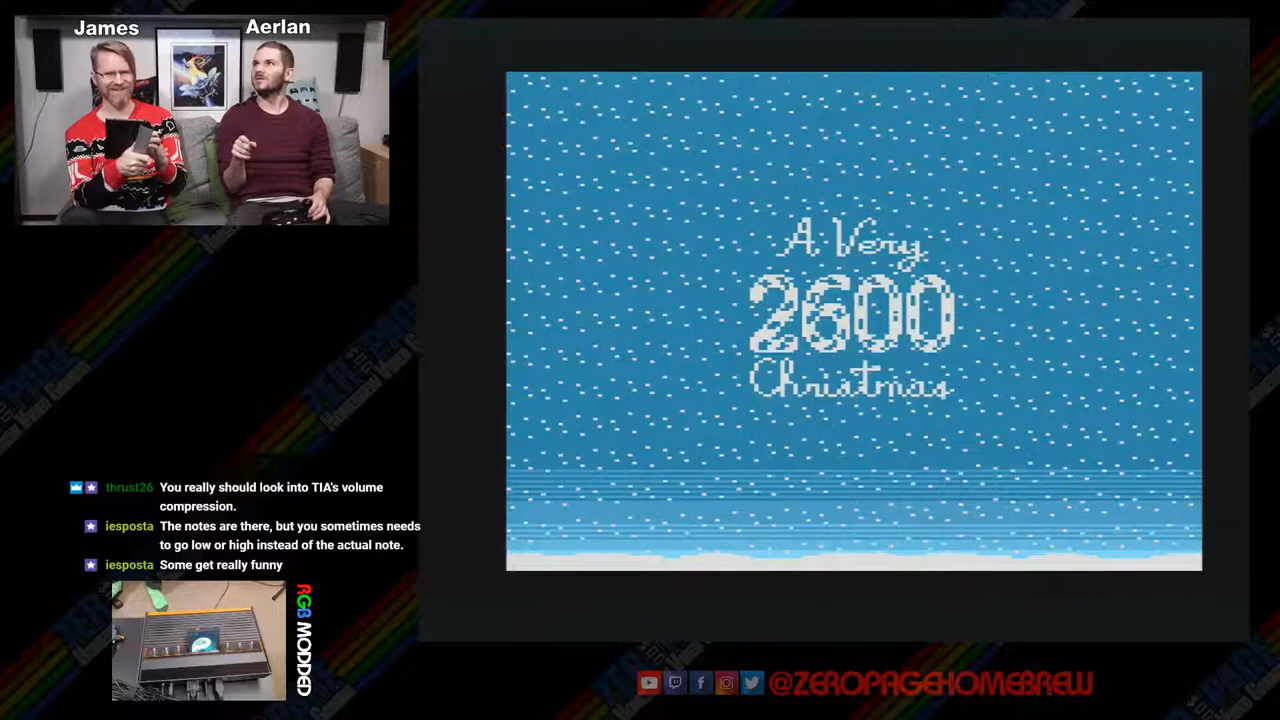 James
Aerlan
A Very
2600
Christmas
thrust26 You really should look into TIA's volume
compression.
iesposta The notes are there, but you sometimes needs
to go low or high instead of the actual note.
iesposta Some get really funny
RGB MODDED
@ZEROPAGEHOMEBREW